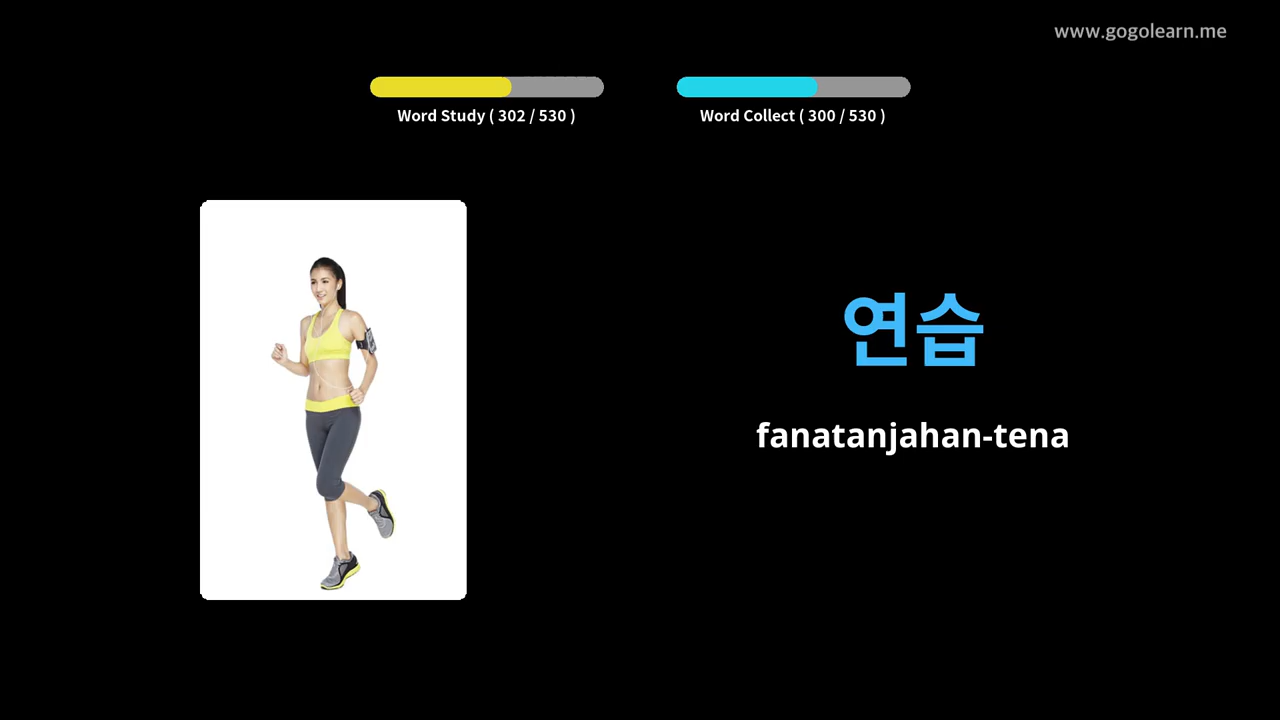 www.gogolearn.me
Word Study ( 302 / 530 )
Word Collect ( 300 / 530 )
연습
fanatanjahan-tena